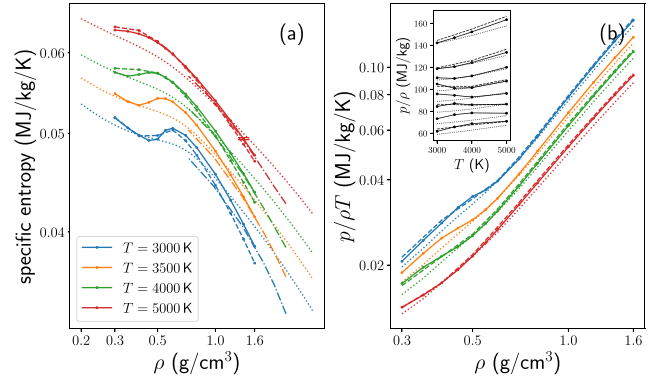 (a)
specific entropy (MJ/kg/K)
0.06
0.05
0.04
T = 3000 K
T = 3500 K
T = 4000 K
T = 5000 K
0.2 0.3 0.5 1.0 1.6
ρ (g/cm³)
(b)
p/ρT (MJ/kg/K)
0.10
0.08
0.06
0.04
0.02
0.3 0.5 1.0 1.6
ρ (g/cm³)
p/ρ (MJ/kg)
160
140
120
100
80
60
3000 4000 5000
T (K)